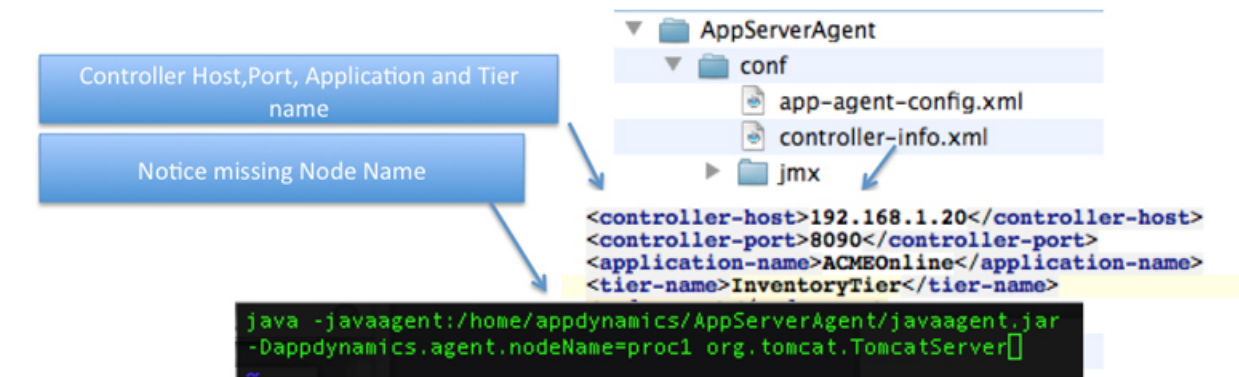 AppServerAgent
Controller Host,Port, Application and Tier
name
conf
app-agent-config.xml
controller-info.xml
Notice missing Node Name
jmx
<controller-host>192.168.1.20</controller-host>
<controller-port>8090</controller-port>
<application-name>ACMEOnline</application-name>
<tier-name>InventoryTier</tier-name>
java -javaagent:/home/appdynamics/AppServerAgent/javaagent.jar
-Dappdynamics.agent.nodeName=proc1 org.tomcat.TomcatServer